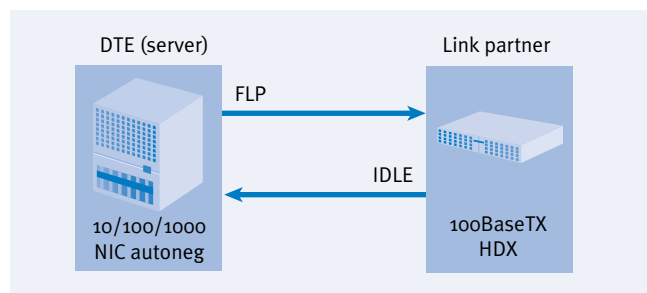 DTE (server)
Link partner
FLP
IDLE
10/100/1000
NIC autoneg
100BaseTX
HDX